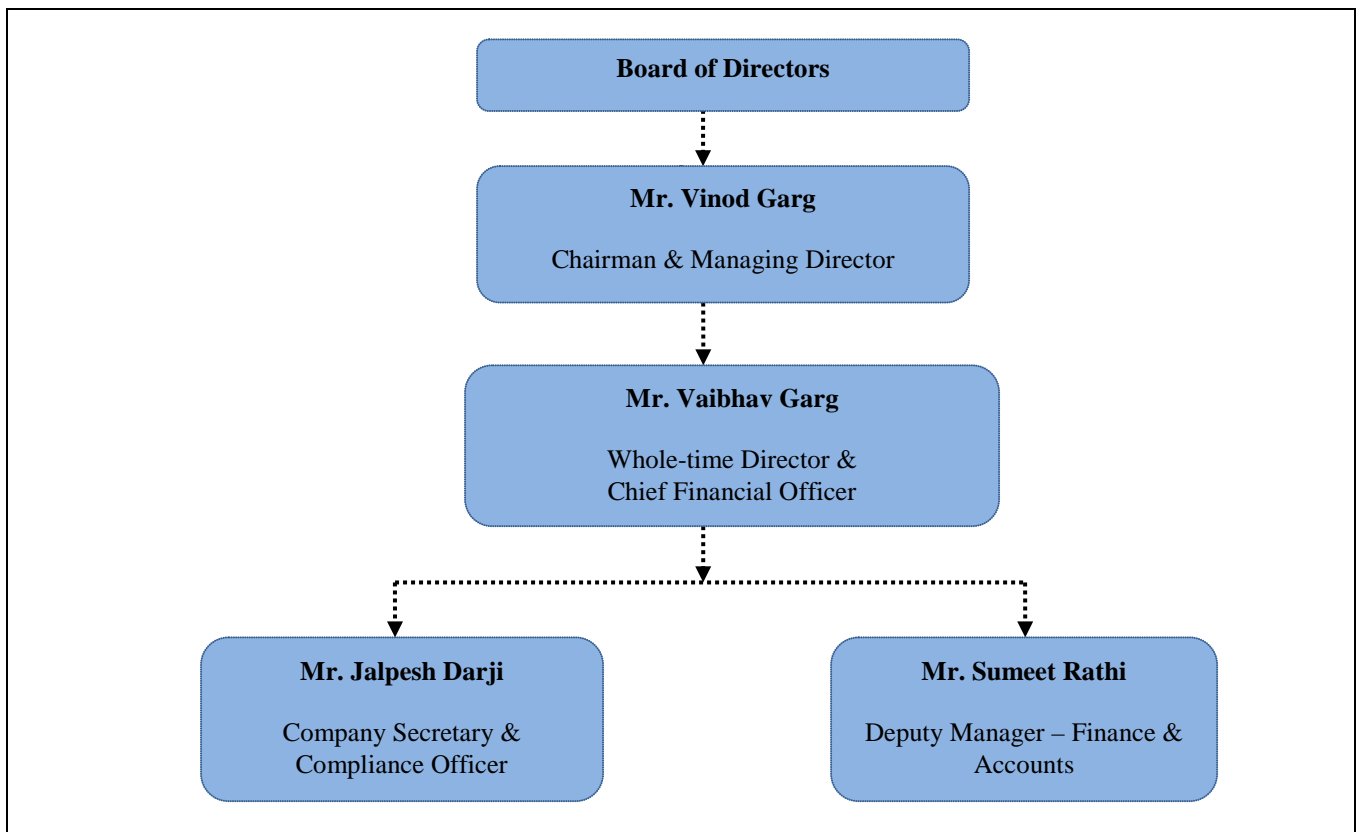 Board of Directors
Mr. Vinod Garg
Chairman & Managing Director
Mr. Vaibhav Garg
Whole-time Director &
Chief Financial Officer
Mr. Jalpesh Darji
Company Secretary &
Compliance Officer
Mr. Sumeet Rathi
Deputy Manager – Finance &
Accounts